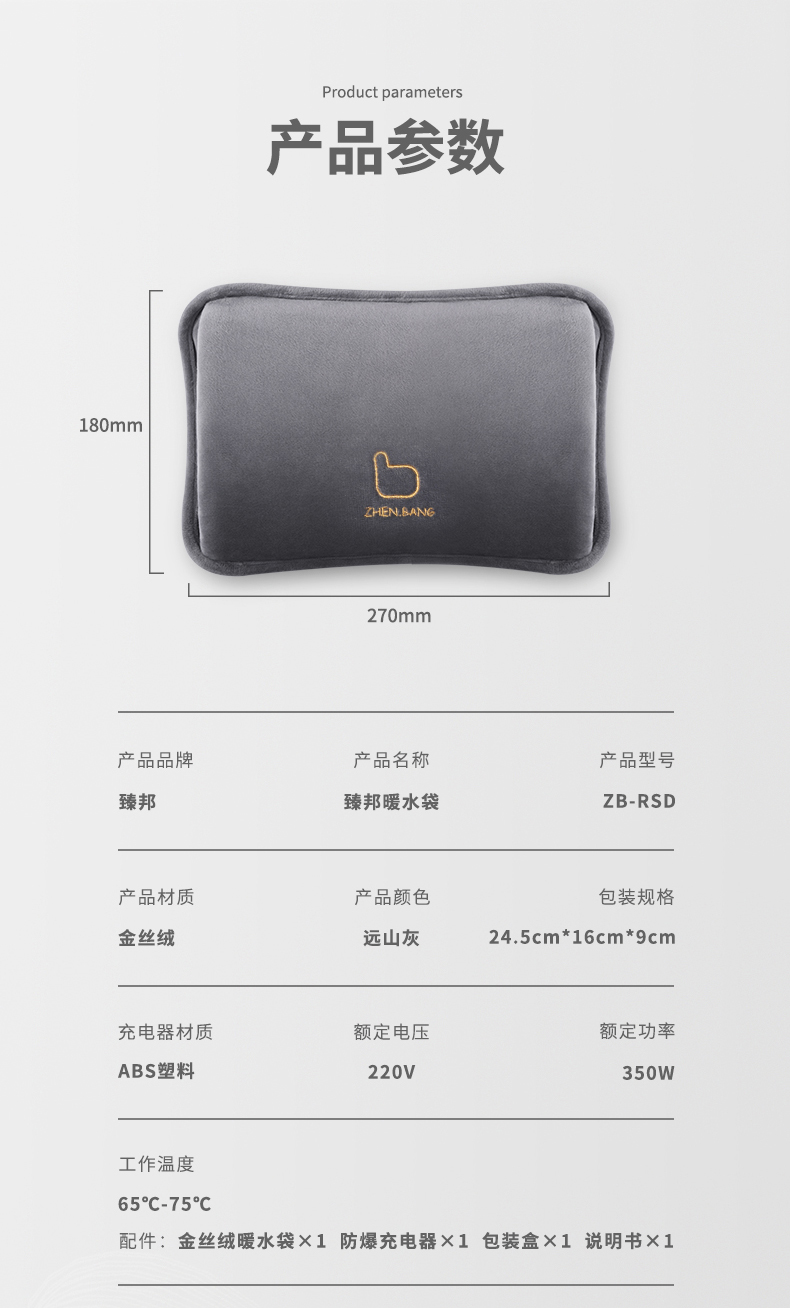 Product parameters
产品参数
180mm
ZHEN.BANG
270mm
产品品牌 产品名称 产品型号
臻邦 臻邦暖水袋 ZB-RSD
产品材质 产品颜色 包装规格
金丝绒 远山灰 24.5cm*16cm*9cm
充电器材质 额定电压 额定功率
ABS塑料 220V 350W
工作温度
65℃-75℃
配件：金丝绒暖水袋×1 防爆充电器×1 包装盒×1 说明书×1